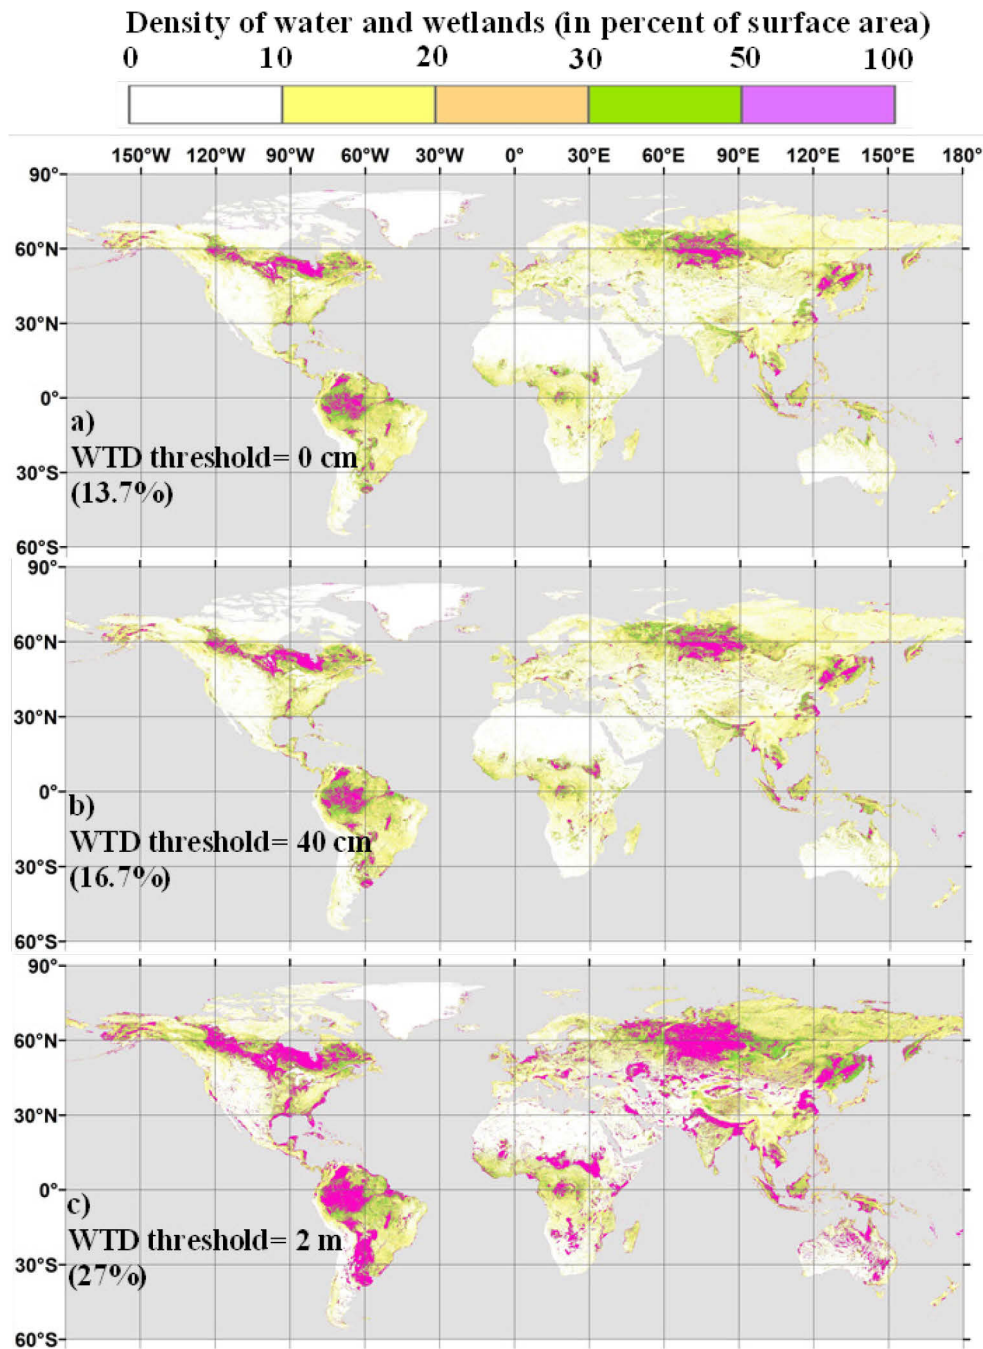 Density of water and wetlands (in percent of surface area)
0 10 20 30 50 100
150°W 120°W 90°W 60°W 30°W 0° 30°E 60°E 90°E 120°E 150°E 180°
90°
60°N
30°N
0°
a)
WTD threshold= 0 cm
30°S
(13.7%)
60°S
90°
60°N
30°N
0°
b)
WTD threshold= 40 cm
30°S
(16.7%)
60°S
90°
60°N
30°N
0°
c)
WTD threshold= 2 m
30°S
(27%)
60°S